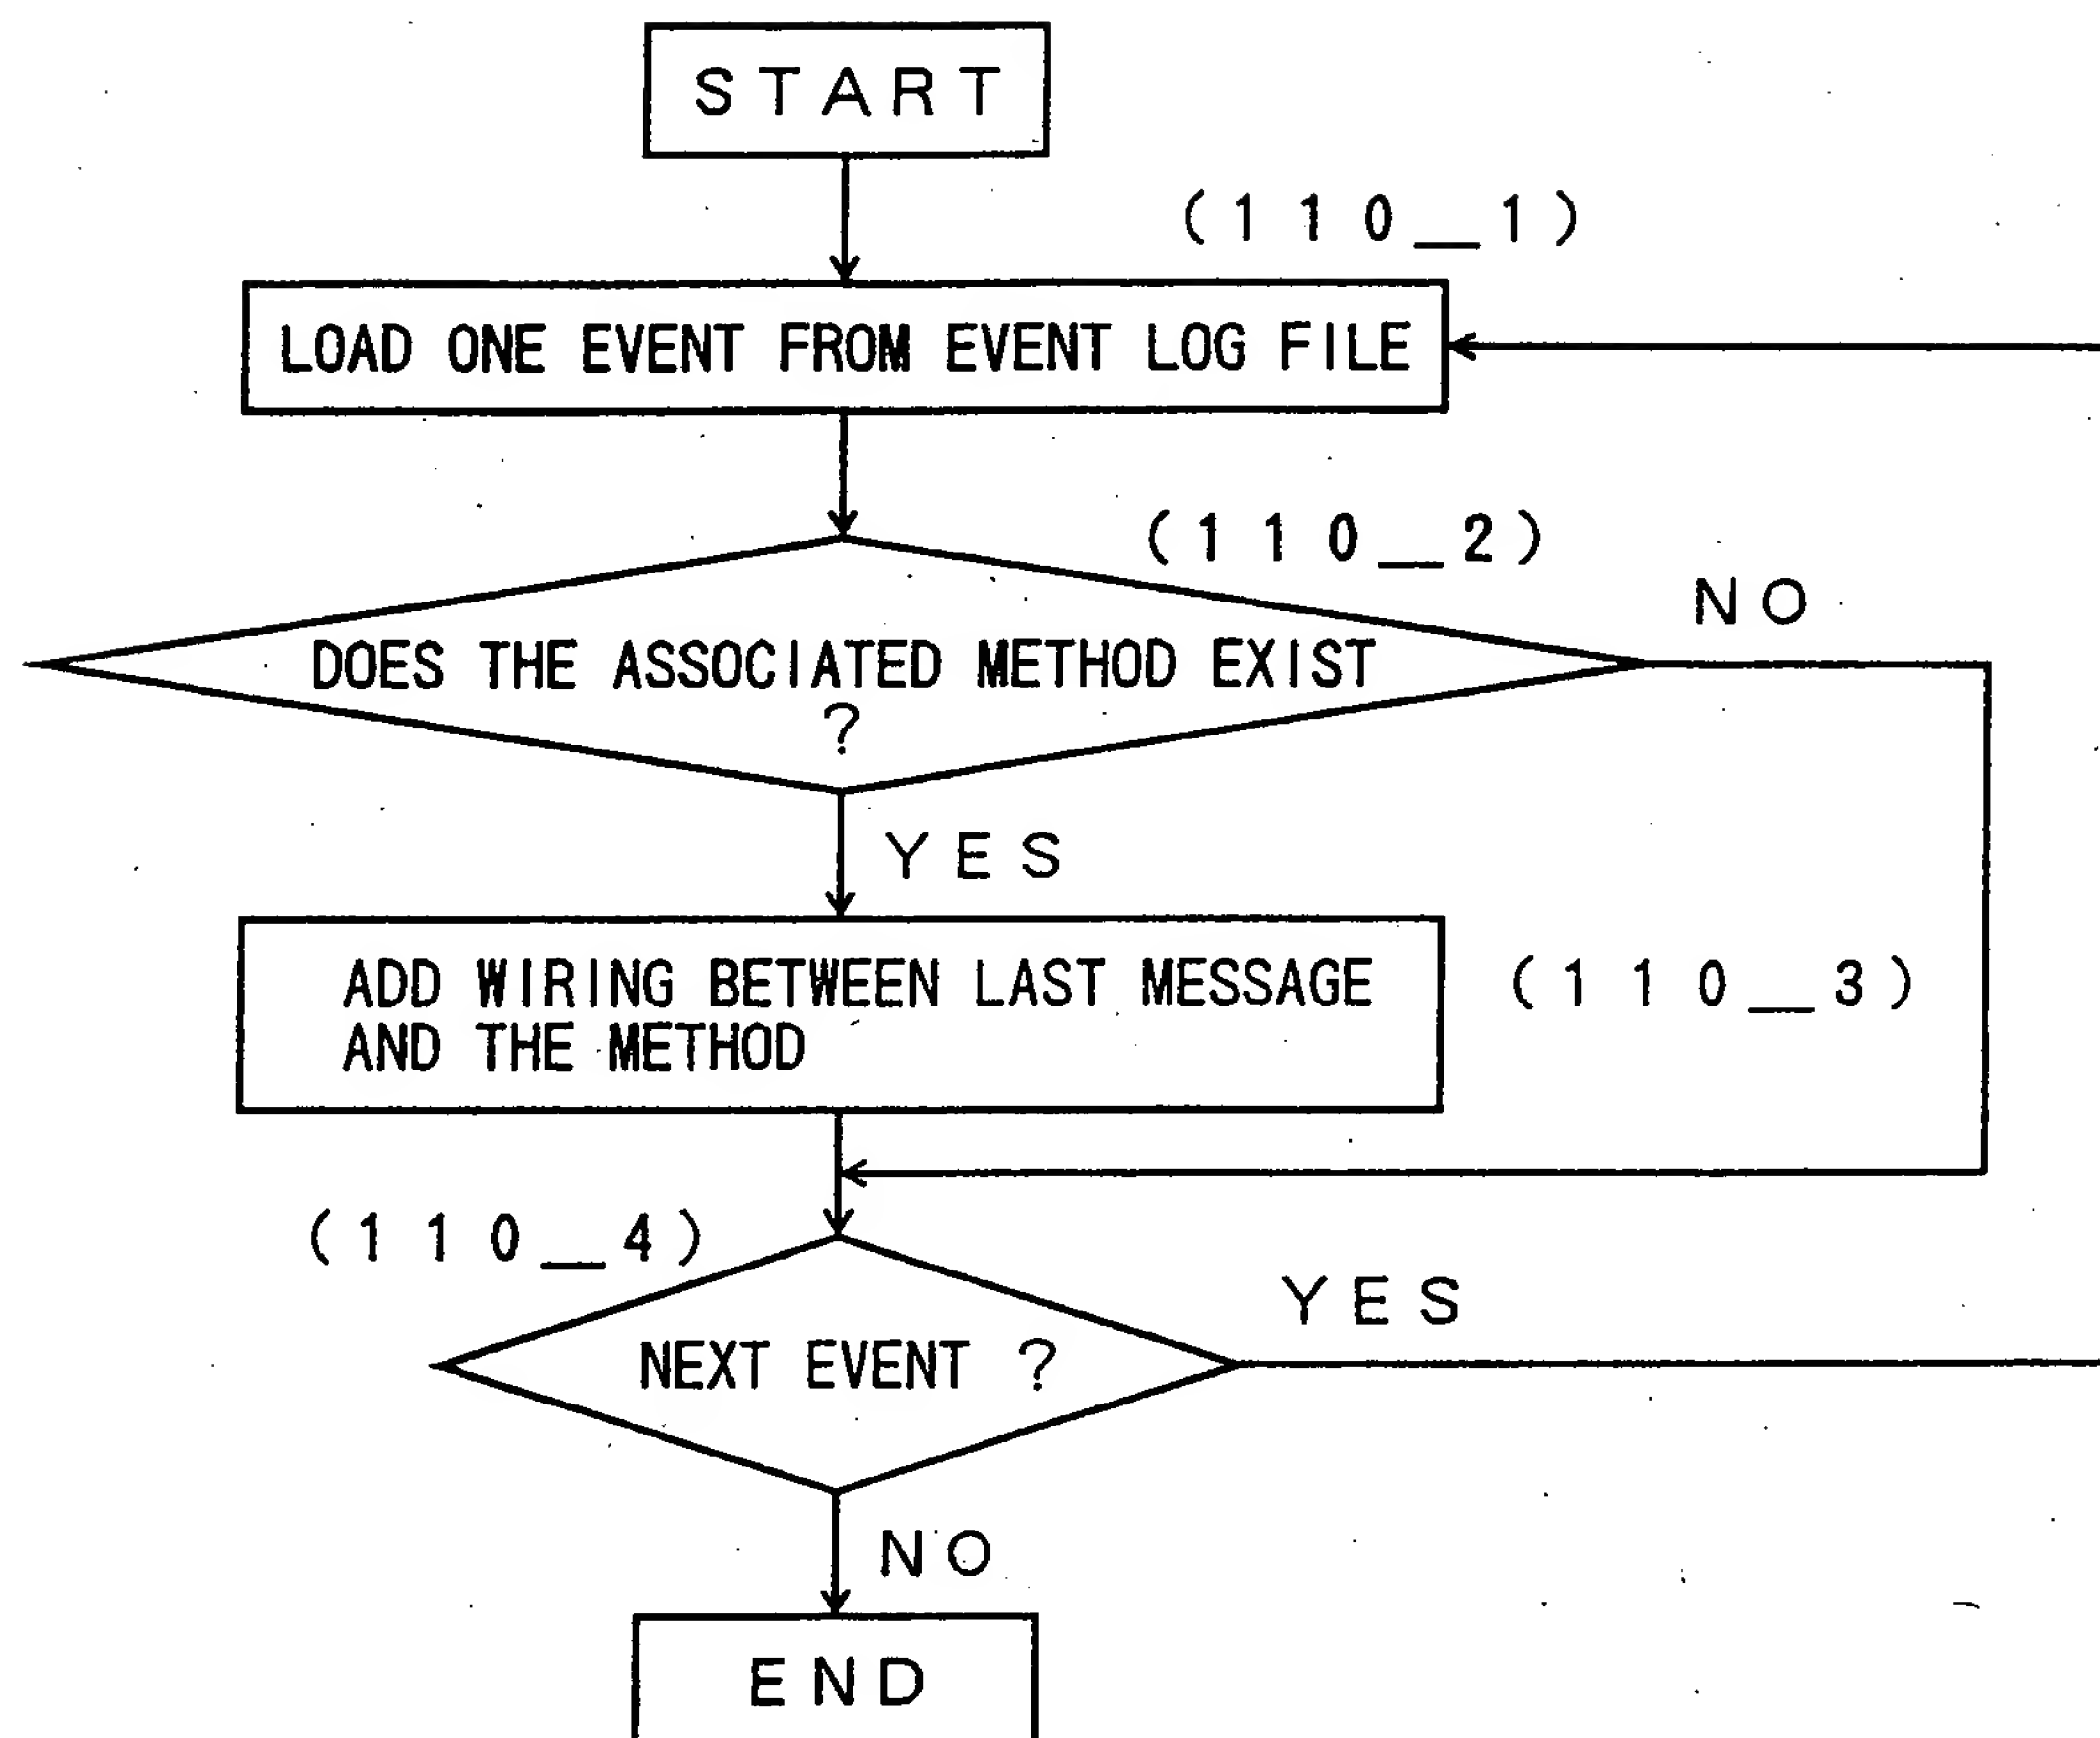 START
(110_1)
LOAD ONE EVENT FROM EVENT LOG FILE
(110_2)
NO
DOES THE ASSOCIATED METHOD EXIST
?
YES
ADD WIRING BETWEEN LAST MESSAGE
AND THE METHOD
(110_3)
(110_4)
YES
NEXT EVENT ?
NO
END